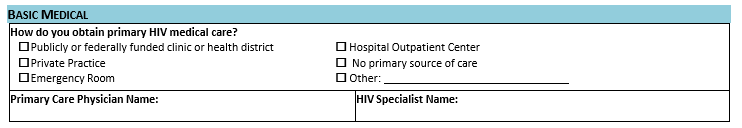 BASIC MEDICAL
How do you obtain primary HIV medical care?
☐Publicly or federally funded clinic or health district ☐ Hospital Outpatient Center
☐Private Practice ☐ No primary source of care
☐Emergency Room ☐ Other: ______________________________
Primary Care Physician Name: HIV Specialist Name: